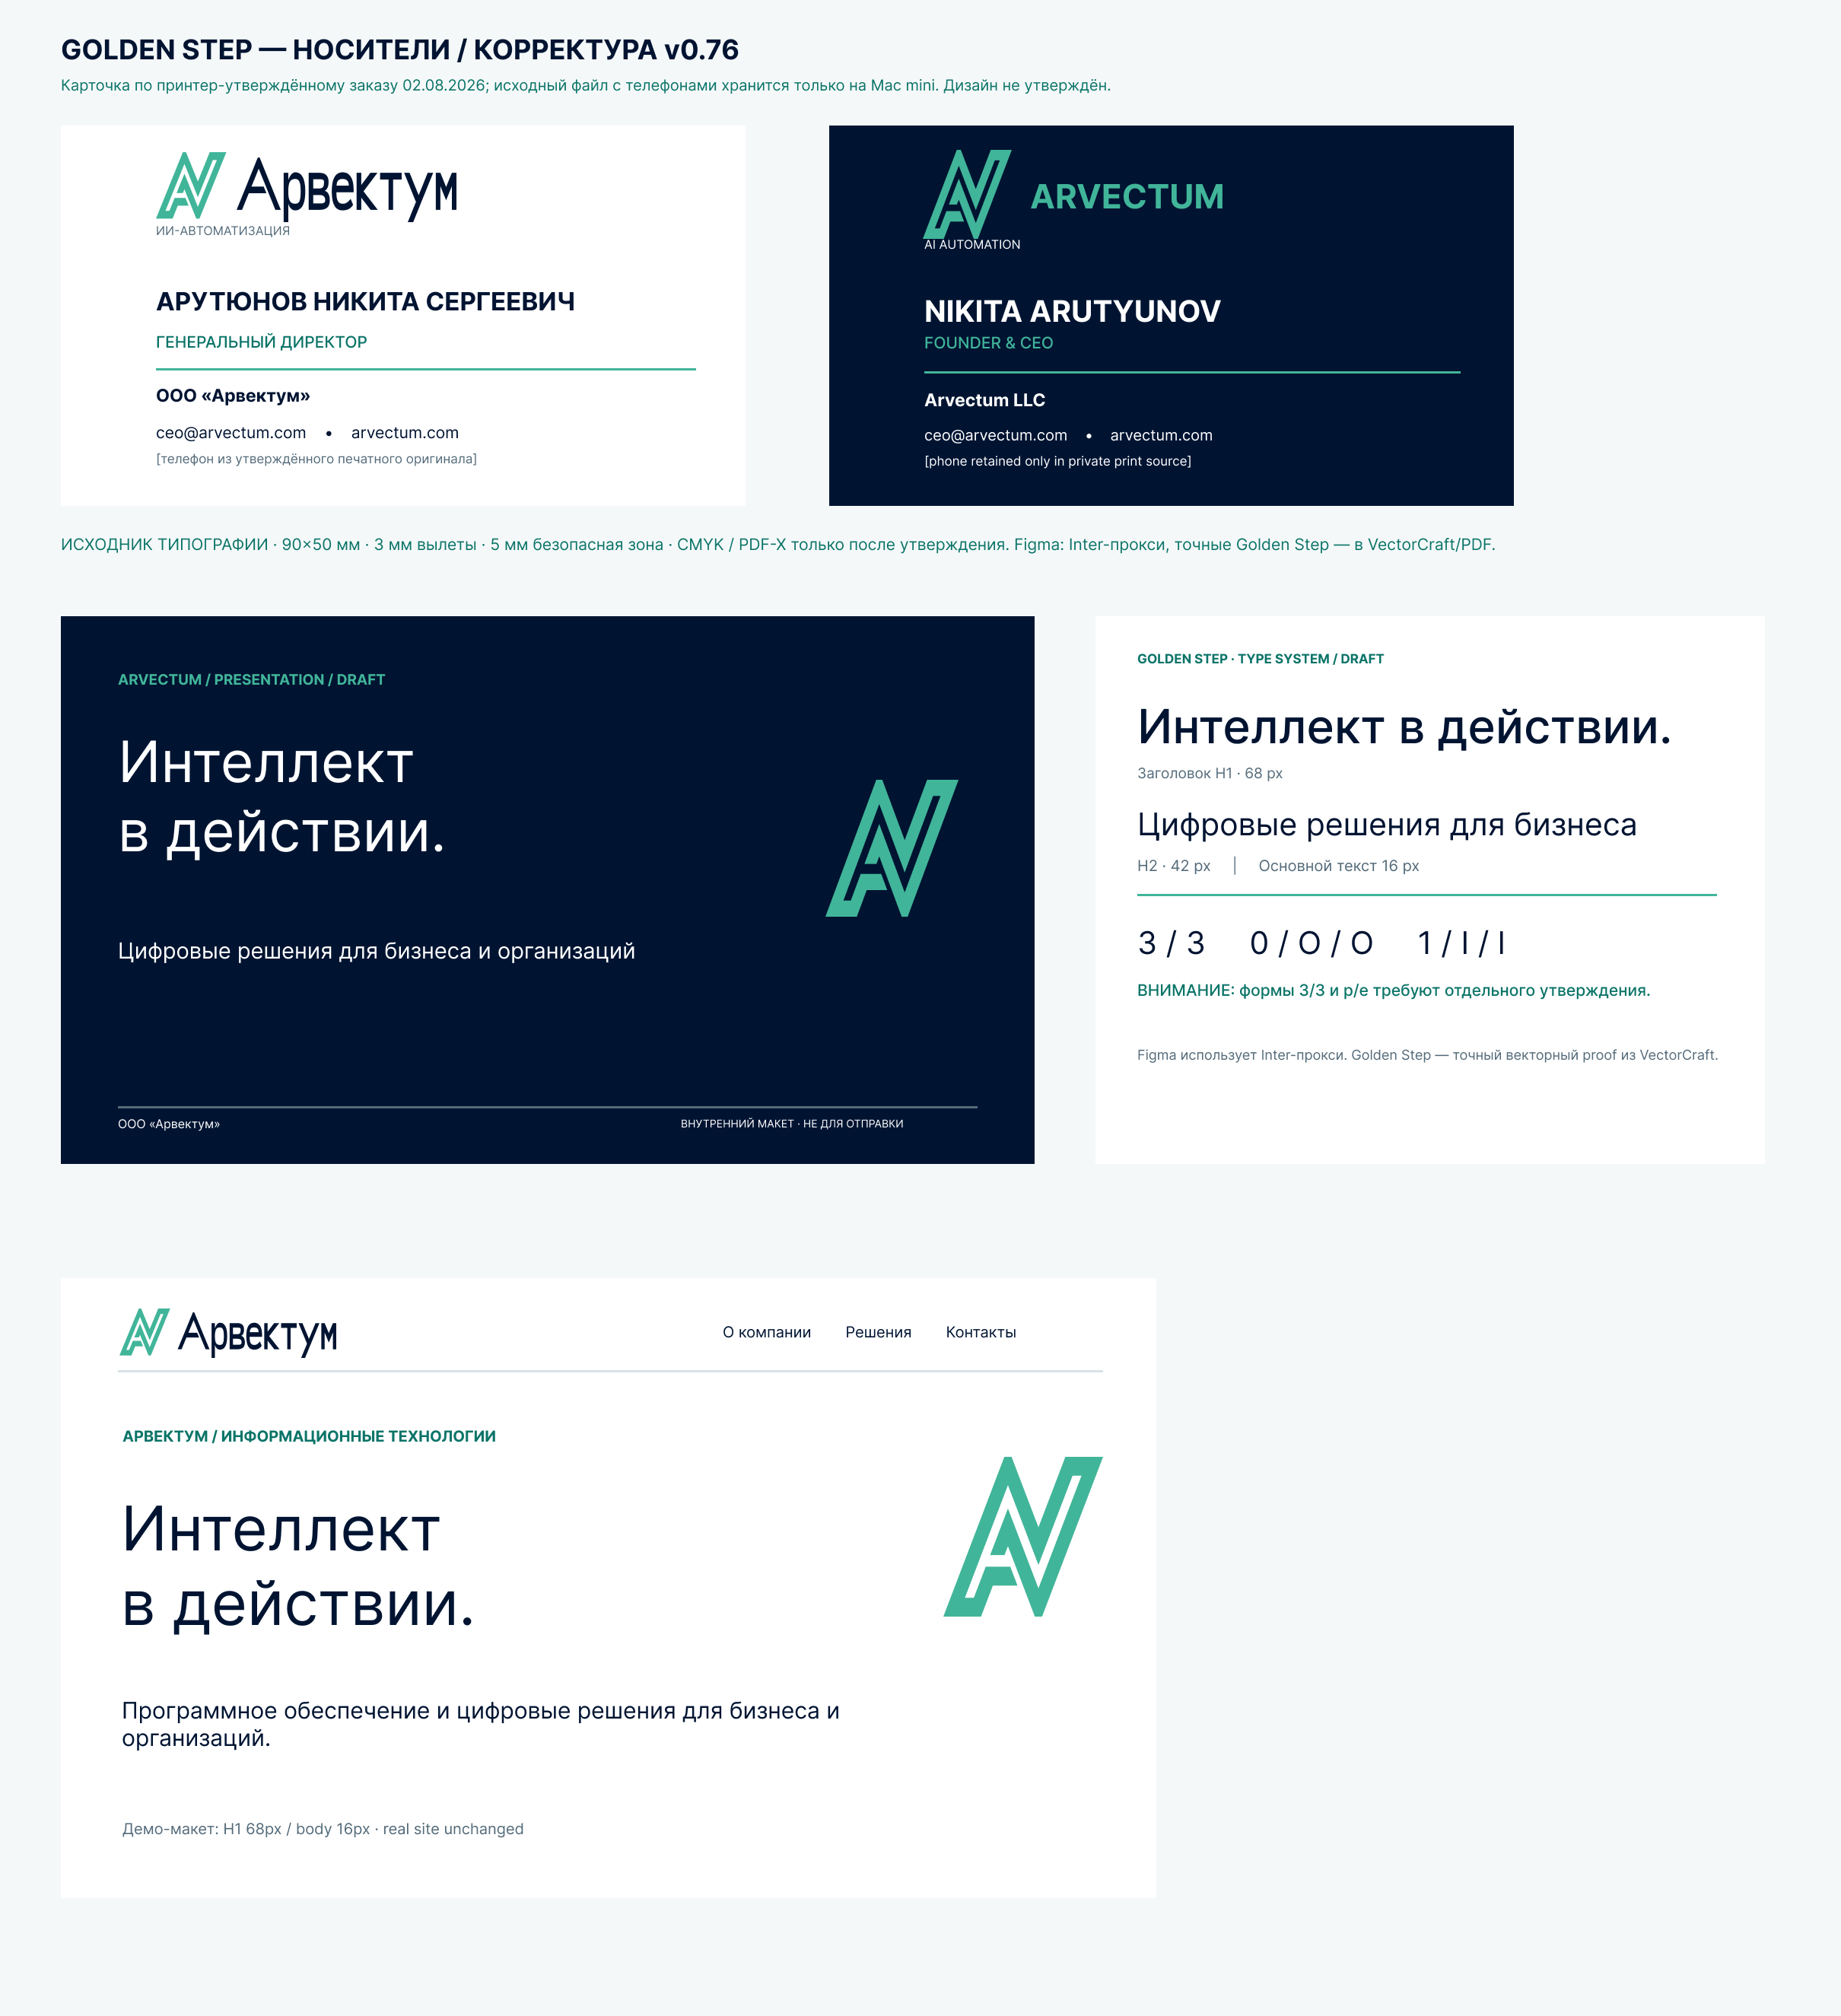 GOLDEN STEP — НОСИТЕЛИ / КОРРЕКТУРА v0.76
Карточка по принтер-утверждённому заказу 02.08.2026; исходный файл с телефонами хранится только на Mac mini. Дизайн не утверждён.
Арвектум
ИИ-АВТОМАТИЗАЦИЯ
АРУТЮНОВ НИКИТА СЕРГЕЕВИЧ
ГЕНЕРАЛЬНЫЙ ДИРЕКТОР
ООО «Арвектум»
ceo@arvectum.com • arvectum.com
[телефон из утверждённого печатного оригинала]
ARVECTUM
AI AUTOMATION
NIKITA ARUTYUNOV
FOUNDER & CEO
Arvectum LLC
ceo@arvectum.com • arvectum.com
[phone retained only in private print source]
ИСХОДНИК ТИПОГРАФИИ · 90×50 мм · 3 мм вылеты · 5 мм безопасная зона · CMYK / PDF-X только после утверждения. Figma: Inter-прокси, точные Golden Step — в VectorCraft/PDF.
ARVECTUM / PRESENTATION / DRAFT
Интеллект
в действии.
Цифровые решения для бизнеса и организаций
ООО «Арвектум»
ВНУТРЕННИЙ МАКЕТ · НЕ ДЛЯ ОТПРАВКИ
GOLDEN STEP · TYPE SYSTEM / DRAFT
Интеллект в действии.
Заголовок H1 · 68 px
Цифровые решения для бизнеса
H2 · 42 px | Основной текст 16 px
3 / З 0 / O / О 1 / I / l
ВНИМАНИЕ: формы 3/З и р/е требуют отдельного утверждения.
Figma использует Inter-прокси. Golden Step — точный векторный proof из VectorCraft.
Арвектум
О компании Решения Контакты
АРВЕКТУМ / ИНФОРМАЦИОННЫЕ ТЕХНОЛОГИИ
Интеллект
в действии.
Программное обеспечение и цифровые решения для бизнеса и
организаций.
Демо-макет: H1 68px / body 16px · real site unchanged